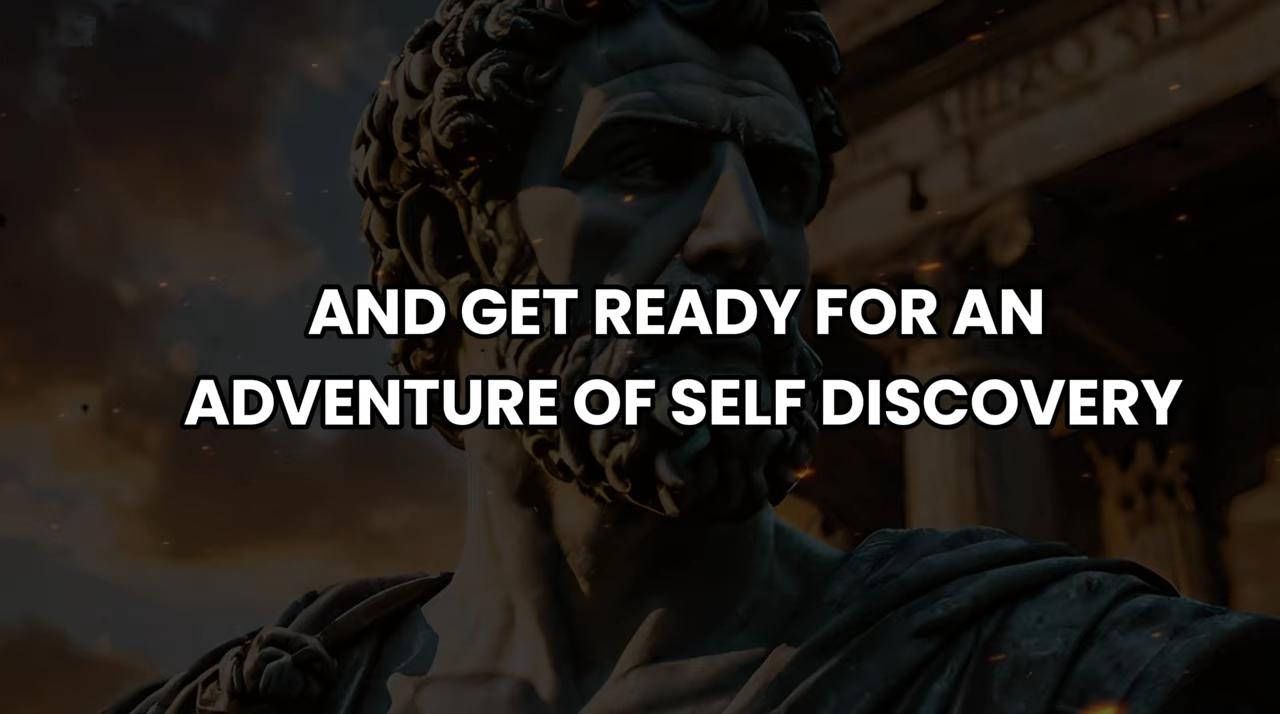 AND GET READY FOR AN
ADVENTURE OF SELF DISCOVERY